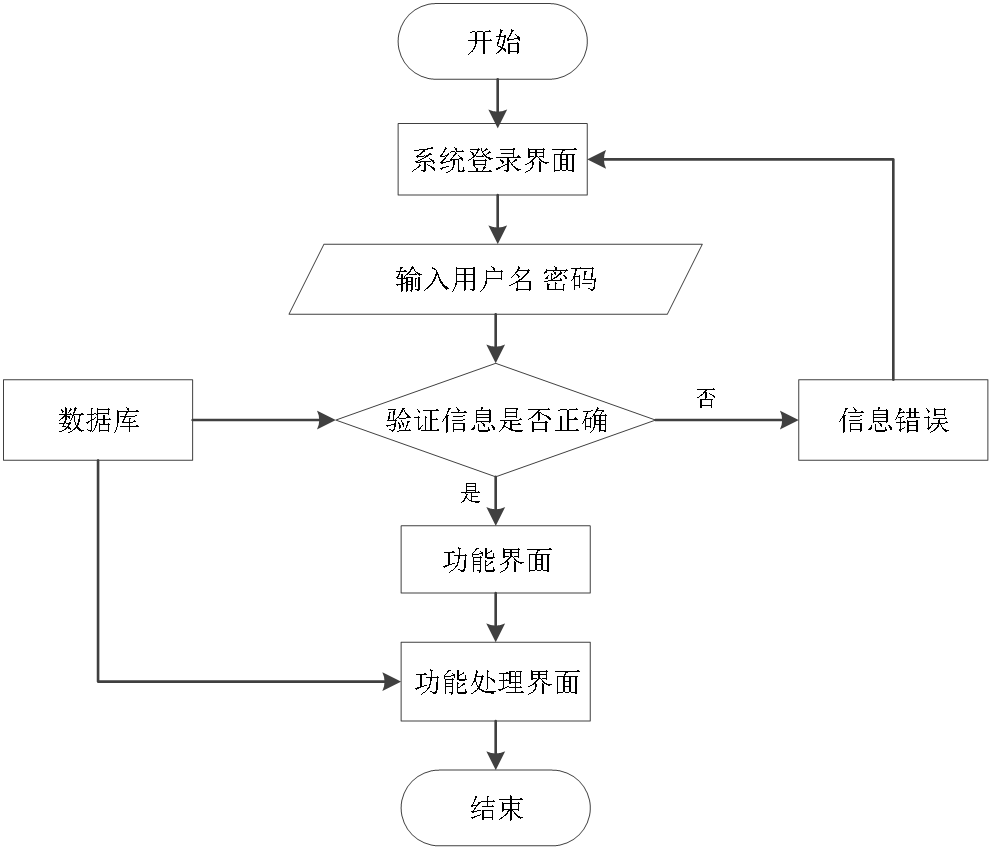 开始
系统登录界面
输入用户名 密码
数据库
验证信息是否正确
否
信息错误
是
功能界面
功能处理界面
结束